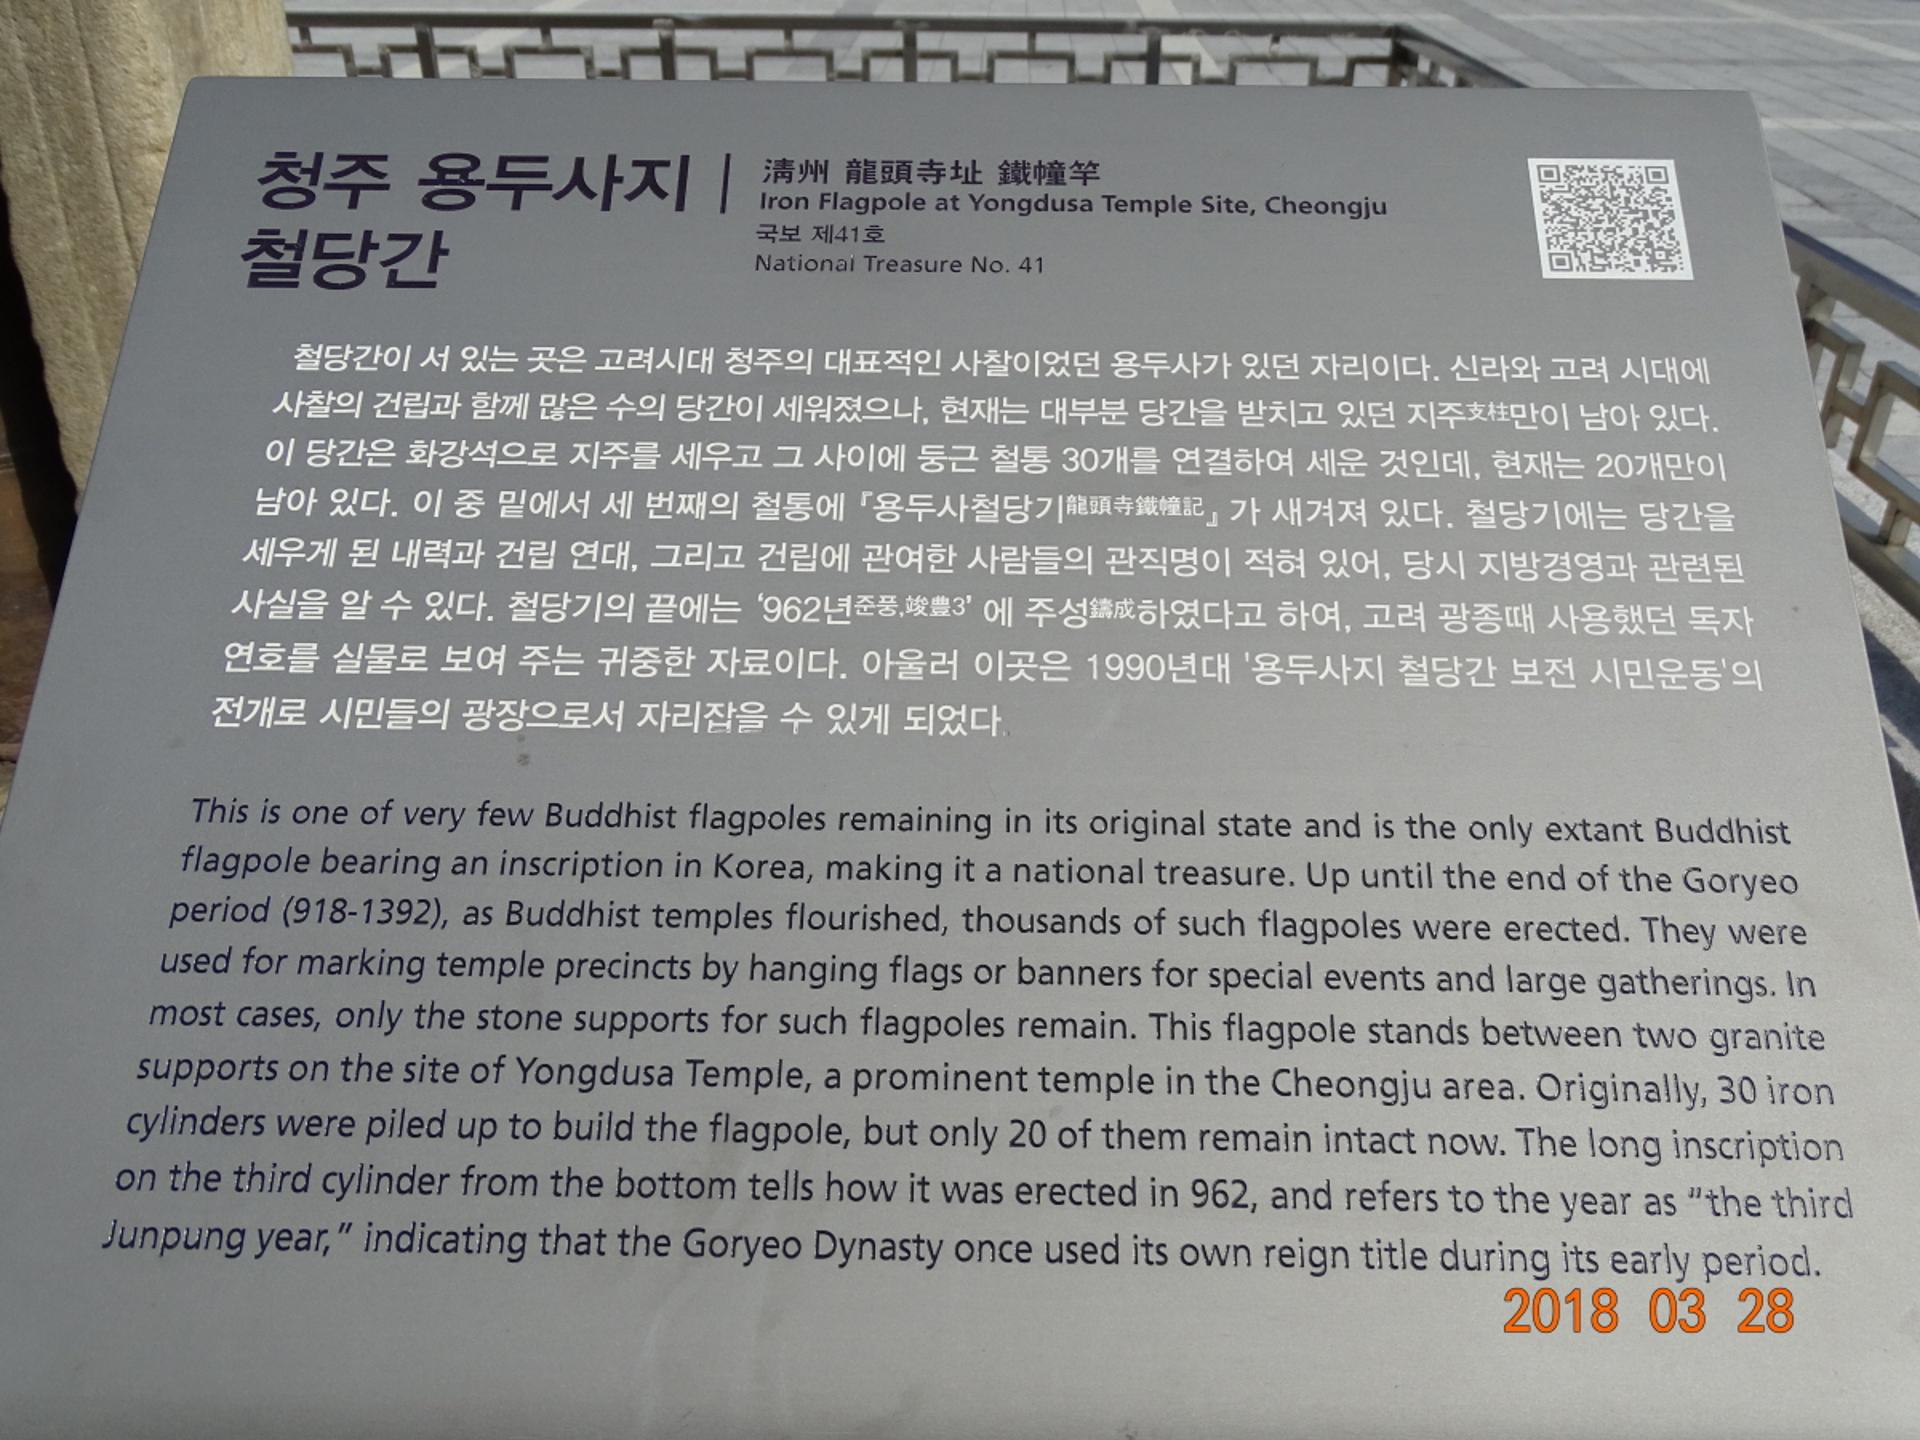 청주 용두사지
철당간
淸州 龍頭寺址 鐵幢竿
Iron Flagpole at Yongdusa Temple Site, Cheongju
국보 제41호
National Treasure No. 41
철당간이 서 있는 곳은 고려시대 청주의 대표적인 사찰이었던 용두사가 있던 자리이다. 신라와 고려 시대에
사찰의 건립과 함께 많은 수의 당간이 세워졌으나, 현재는 대부분 당간을 받치고 있던 지주支柱만이 남아 있다.
이 당간은 화강석으로 지주를 세우고 그 사이에 둥근 철통 30개를 연결하여 세운 것인데, 현재는 20개만이
남아 있다. 이 중 밑에서 세 번째의 철통에 『용두사철당기龍頭寺鐵幢記』가 새겨져 있다. 철당기에는 당간을
세우게 된 내력과 건립 연대, 그리고 건립에 관여한 사람들의 관직명이 적혀 있어, 당시 지방경영과 관련된
사실을 알 수 있다. 철당기의 끝에는 '962년준풍,竣豊3' 에 주성鑄成하였다고 하여, 고려 광종때 사용했던 독자
연호를 실물로 보여 주는 귀중한 자료이다. 아울러 이곳은 1990년대 '용두사지 철당간 보전 시민운동'의
전개로 시민들의 광장으로서 자리잡을 수 있게 되었다.
This is one of very few Buddhist flagpoles remaining in its original state and is the only extant Buddhist
flagpole bearing an inscription in Korea, making it a national treasure. Up until the end of the Goryeo
period (918-1392), as Buddhist temples flourished, thousands of such flagpoles were erected. They were
used for marking temple precincts by hanging flags or banners for special events and large gatherings. In
most cases, only the stone supports for such flagpoles remain. This flagpole stands between two granite
supports on the site of Yongdusa Temple, a prominent temple in the Cheongju area. Originally, 30 iron
cylinders were piled up to build the flagpole, but only 20 of them remain intact now. The long inscription
on the third cylinder from the bottom tells how it was erected in 962, and refers to the year as "the third
Junpung year," indicating that the Goryeo Dynasty once used its own reign title during its early period.
2018 03 28